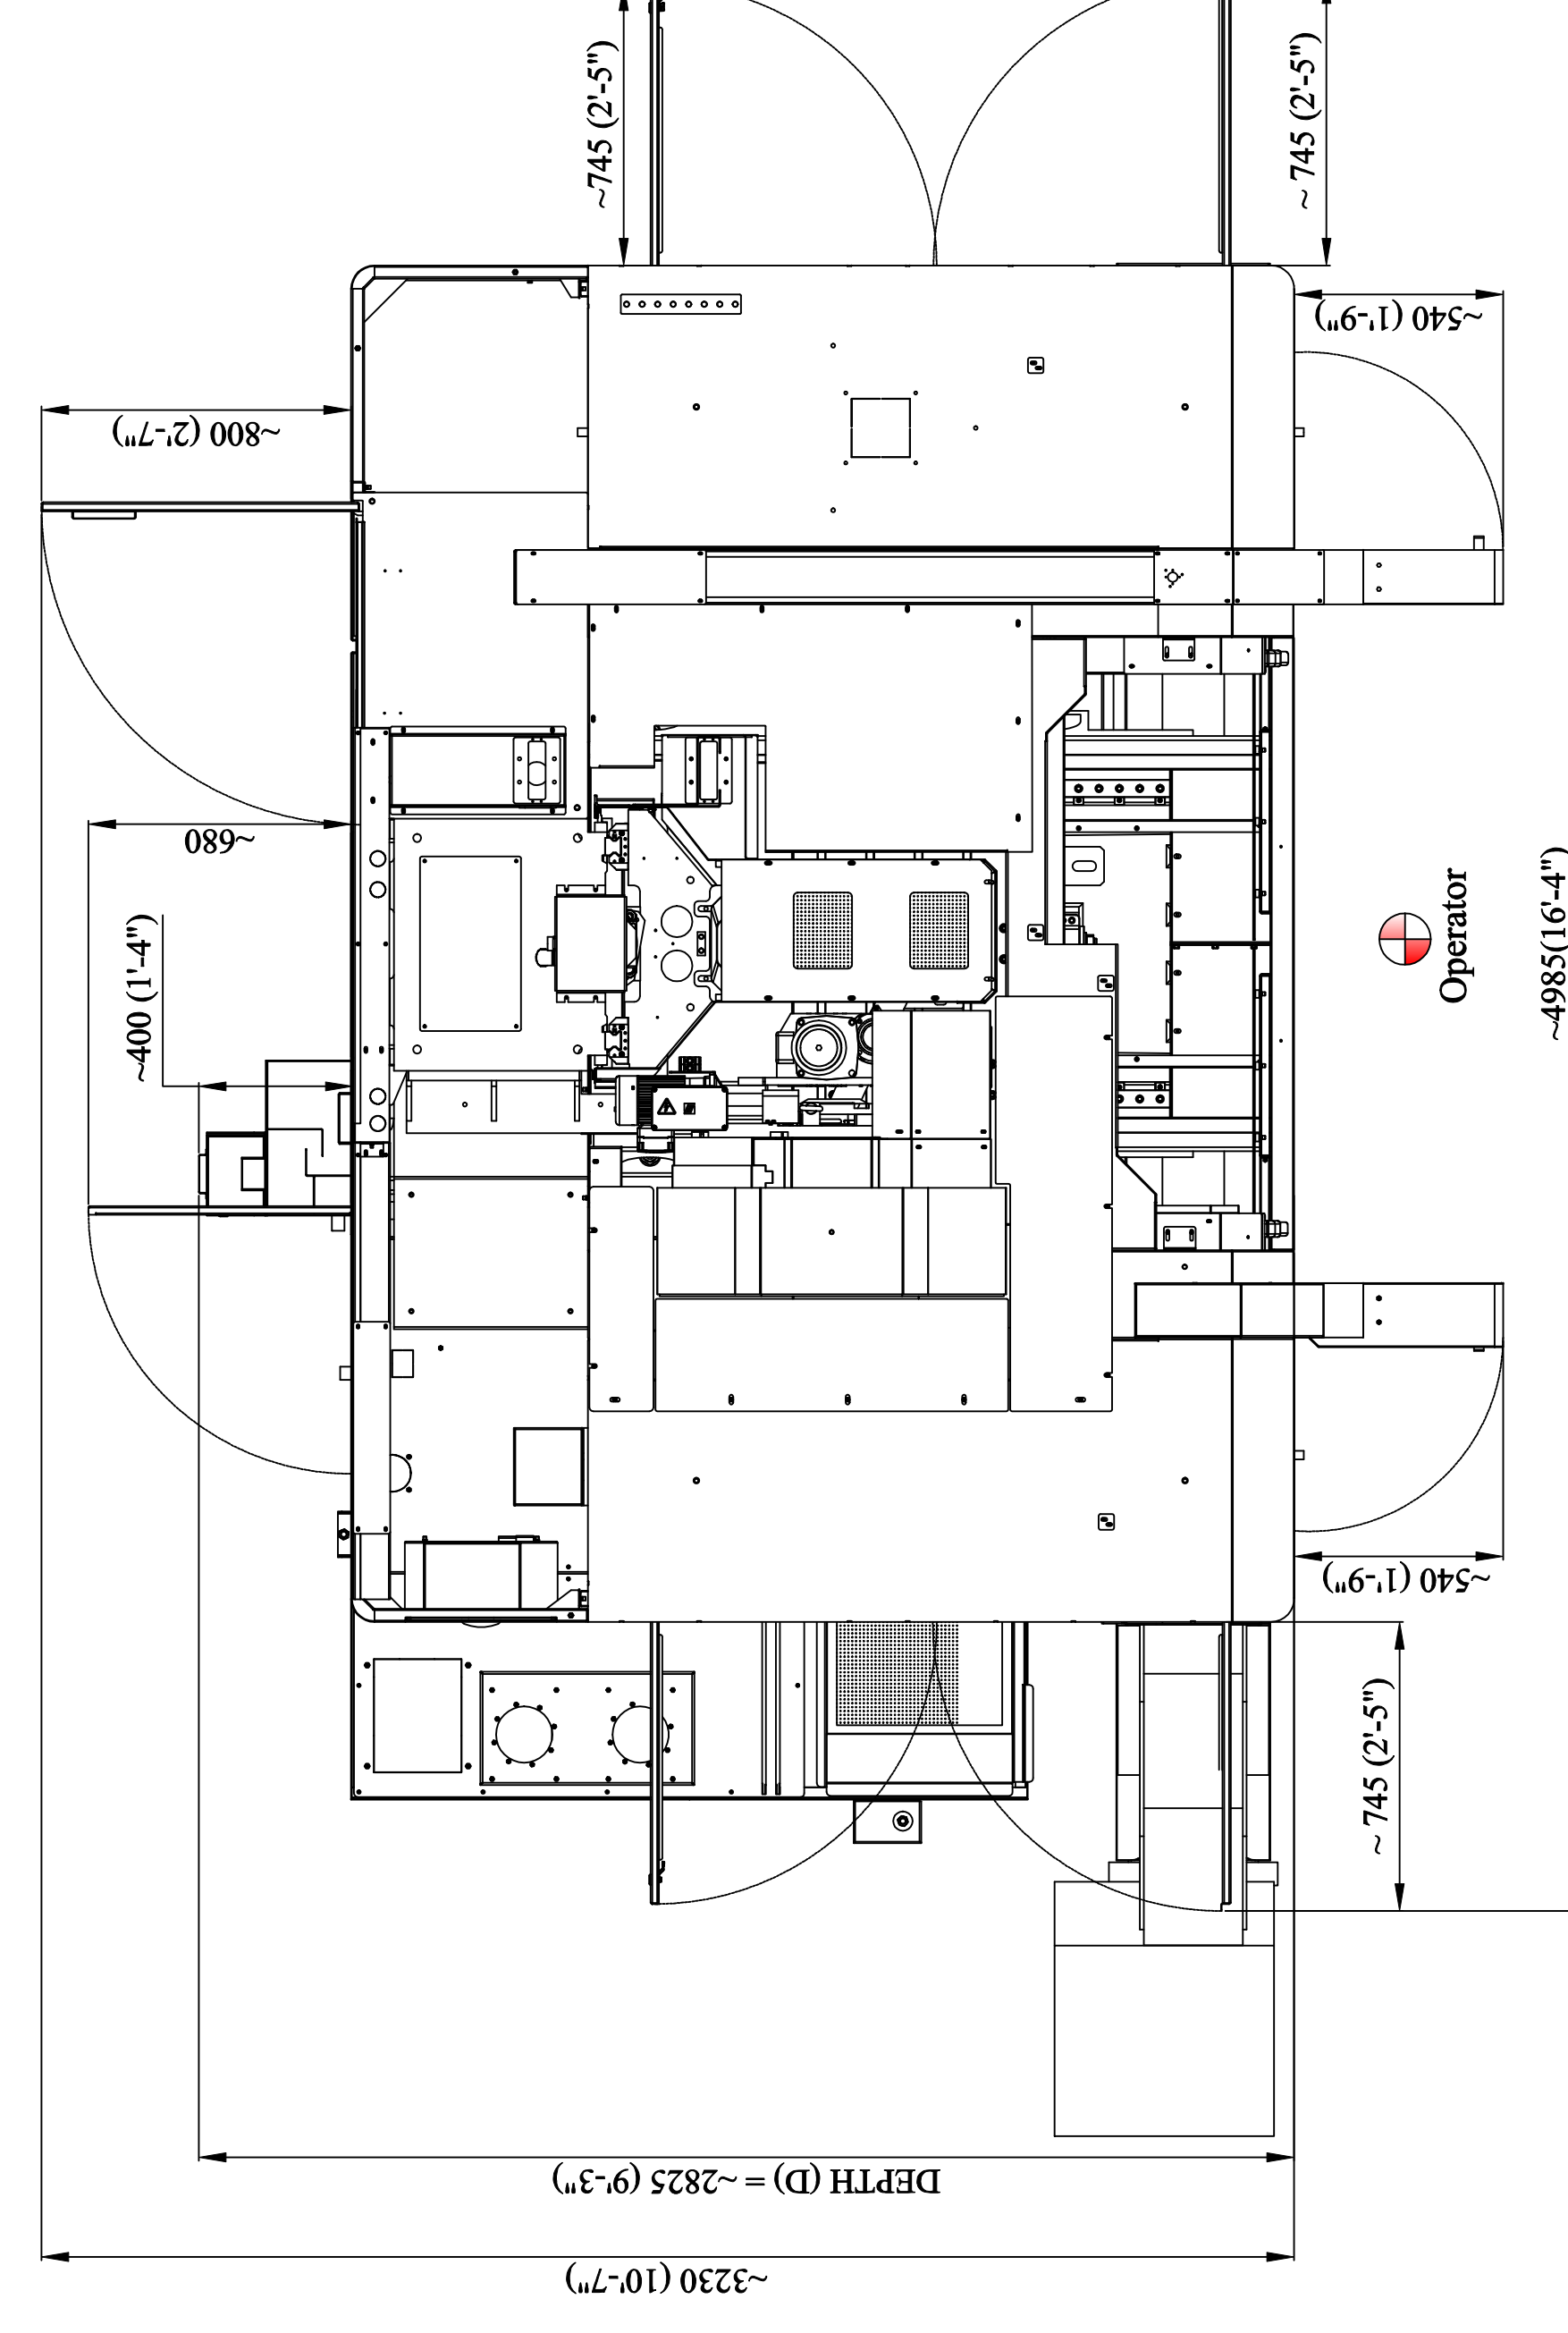 ~745 (2'-5")
~ 745 (2'-5")
~540 (1'-9")
~800 (2'-7")
~680
~400 (1'-4")
Operator
~4985(16'-4")
~540 (1'-9")
~ 745 (2'-5")
DEPTH (D) = ~2825 (9'-3")
~3230 (10'-7")